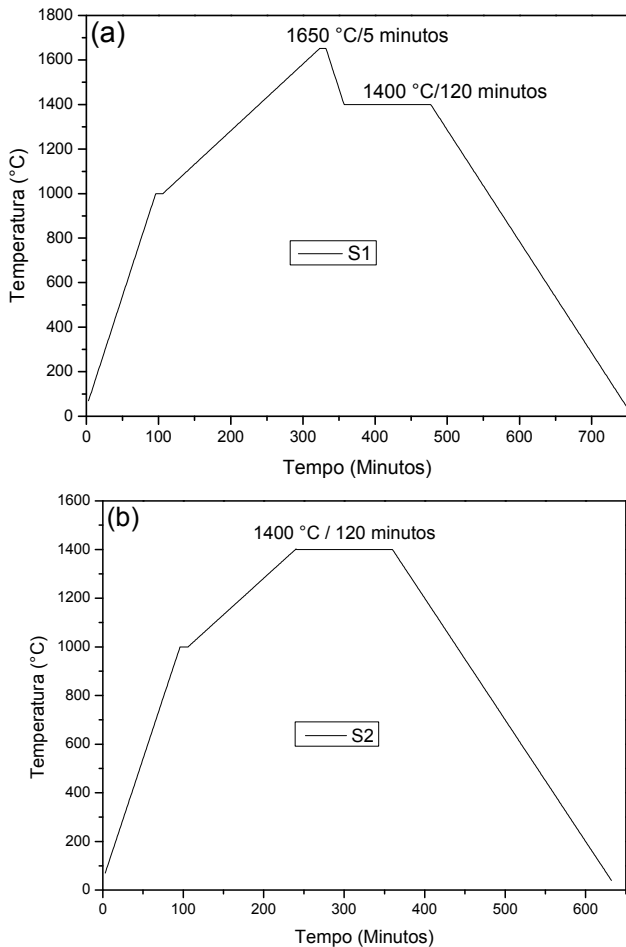 (a)
1650 °C/5 minutos
1400 °C/120 minutos
1800
1600
1400
1200
1000
800
600
400
200
0
Temperatura (°C)
S1
0 100 200 300 400 500 600 700
Tempo (Minutos)
(b)
1400 °C / 120 minutos
1600
1400
1200
1000
800
600
400
200
0
Temperatura (°C)
S2
0 100 200 300 400 500 600
Tempo (Minutos)